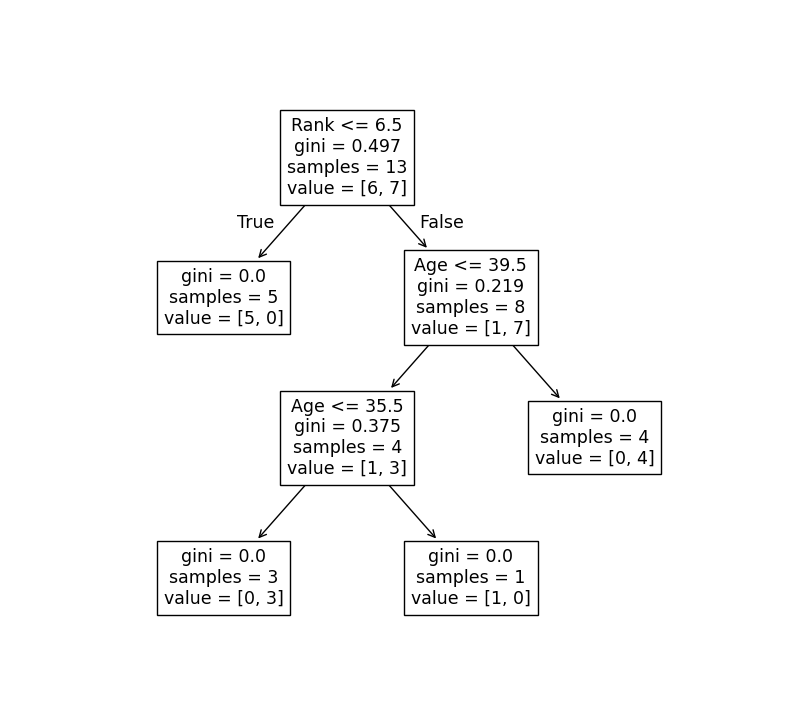 Rank <= 6.5
gini = 0.497
samples = 13
value = [6, 7]
True
False
gini = 0.0
samples = 5
value = [5, 0]
Age <= 39.5
gini = 0.219
samples = 8
value = [1, 7]
Age <= 35.5
gini = 0.375
samples = 4
value = [1, 3]
gini = 0.0
samples = 4
value = [0, 4]
gini = 0.0
samples = 3
value = [0, 3]
gini = 0.0
samples = 1
value = [1, 0]